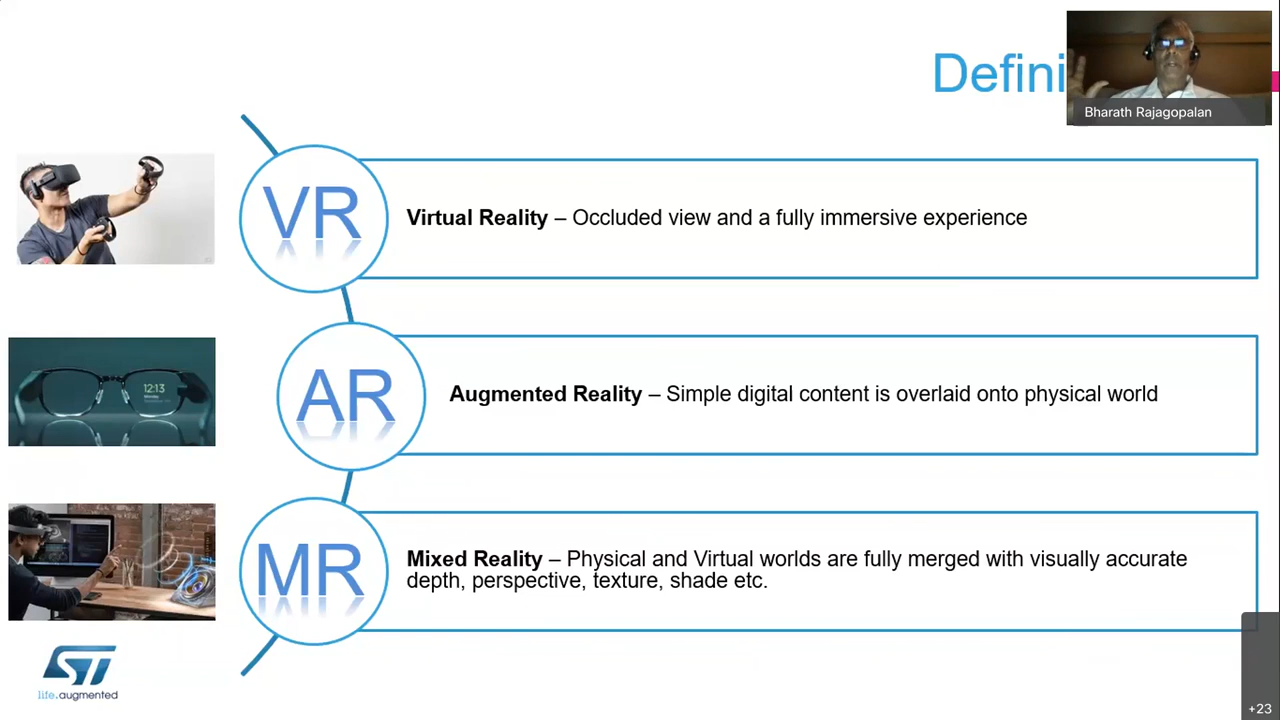 Defini
Bharath Rajagopalan
VR
Virtual Reality – Occluded view and a fully immersive experience
12:13
Monday
AR
Augmented Reality – Simple digital content is overlaid onto physical world
MR
Mixed Reality – Physical and Virtual worlds are fully merged with visually accurate
depth, perspective, texture, shade etc.
ST
life.augmented
+23